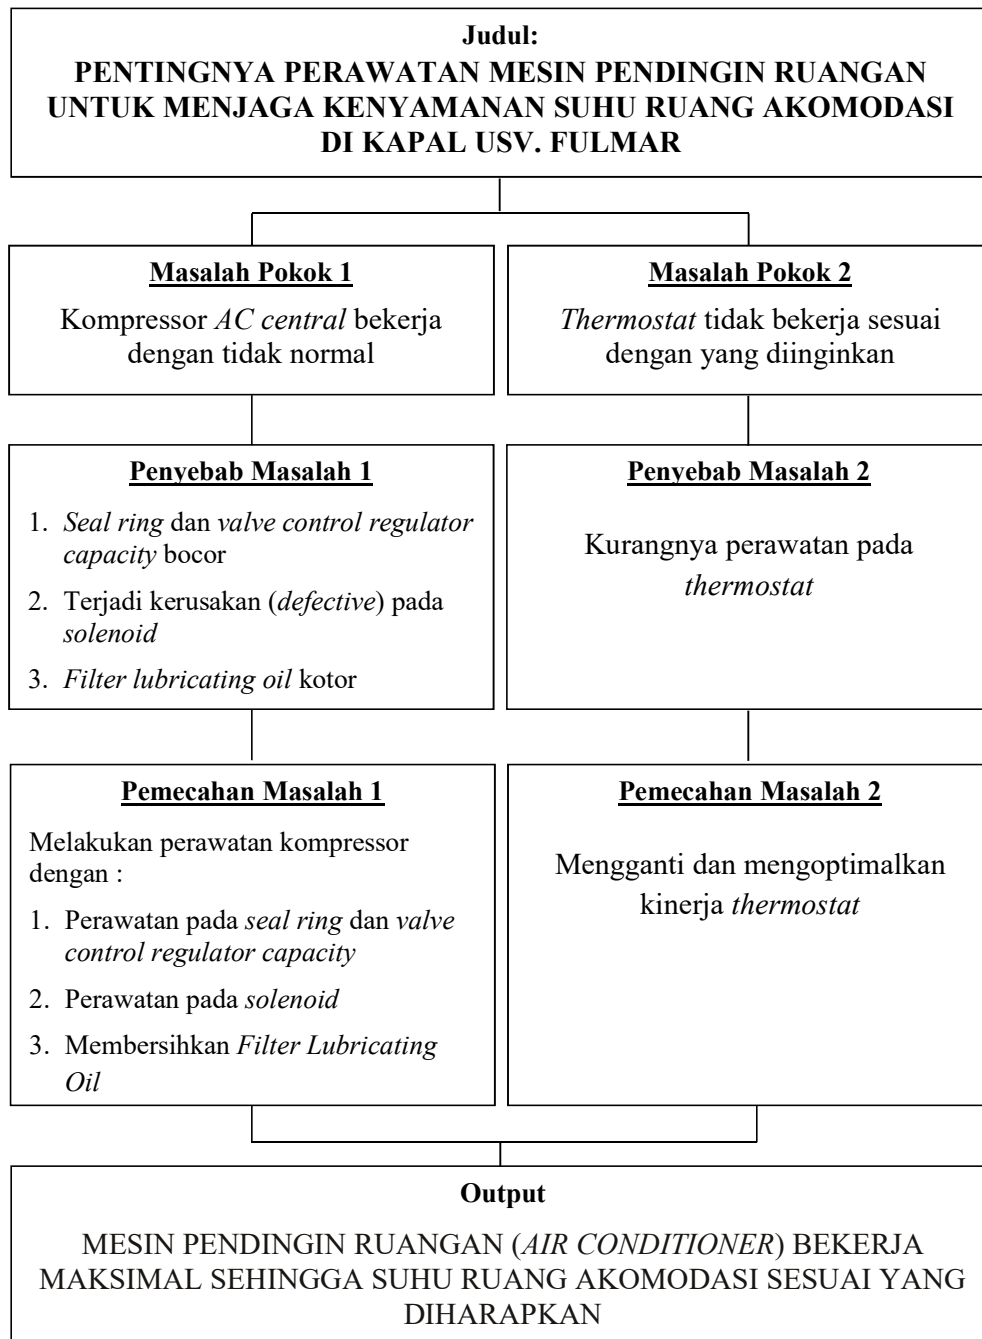 Judul:
PENTINGNYA PERAWATAN MESIN PENDINGIN RUANGAN
UNTUK MENJAGA KENYAMANAN SUHU RUANG AKOMODASI
DI KAPAL USV. FULMAR
Masalah Pokok 1
Kompressor AC central bekerja
dengan tidak normal
Masalah Pokok 2
Thermostat tidak bekerja sesuai
dengan yang diinginkan
Penyebab Masalah 1
1. Seal ring dan valve control regulator
capacity bocor
2. Terjadi kerusakan (defective) pada
solenoid
3. Filter lubricating oil kotor
Penyebab Masalah 2
Kurangnya perawatan pada
thermostat
Pemecahan Masalah 1
Melakukan perawatan kompressor
dengan :
1. Perawatan pada seal ring dan valve
control regulator capacity
2. Perawatan pada solenoid
3. Membersihkan Filter Lubricating
Oil
Pemecahan Masalah 2
Mengganti dan mengoptimalkan
kinerja thermostat
Output
MESIN PENDINGIN RUANGAN (AIR CONDITIONER) BEKERJA
MAKSIMAL SEHINGGA SUHU RUANG AKOMODASI SESUAI YANG
DIHARAPKAN